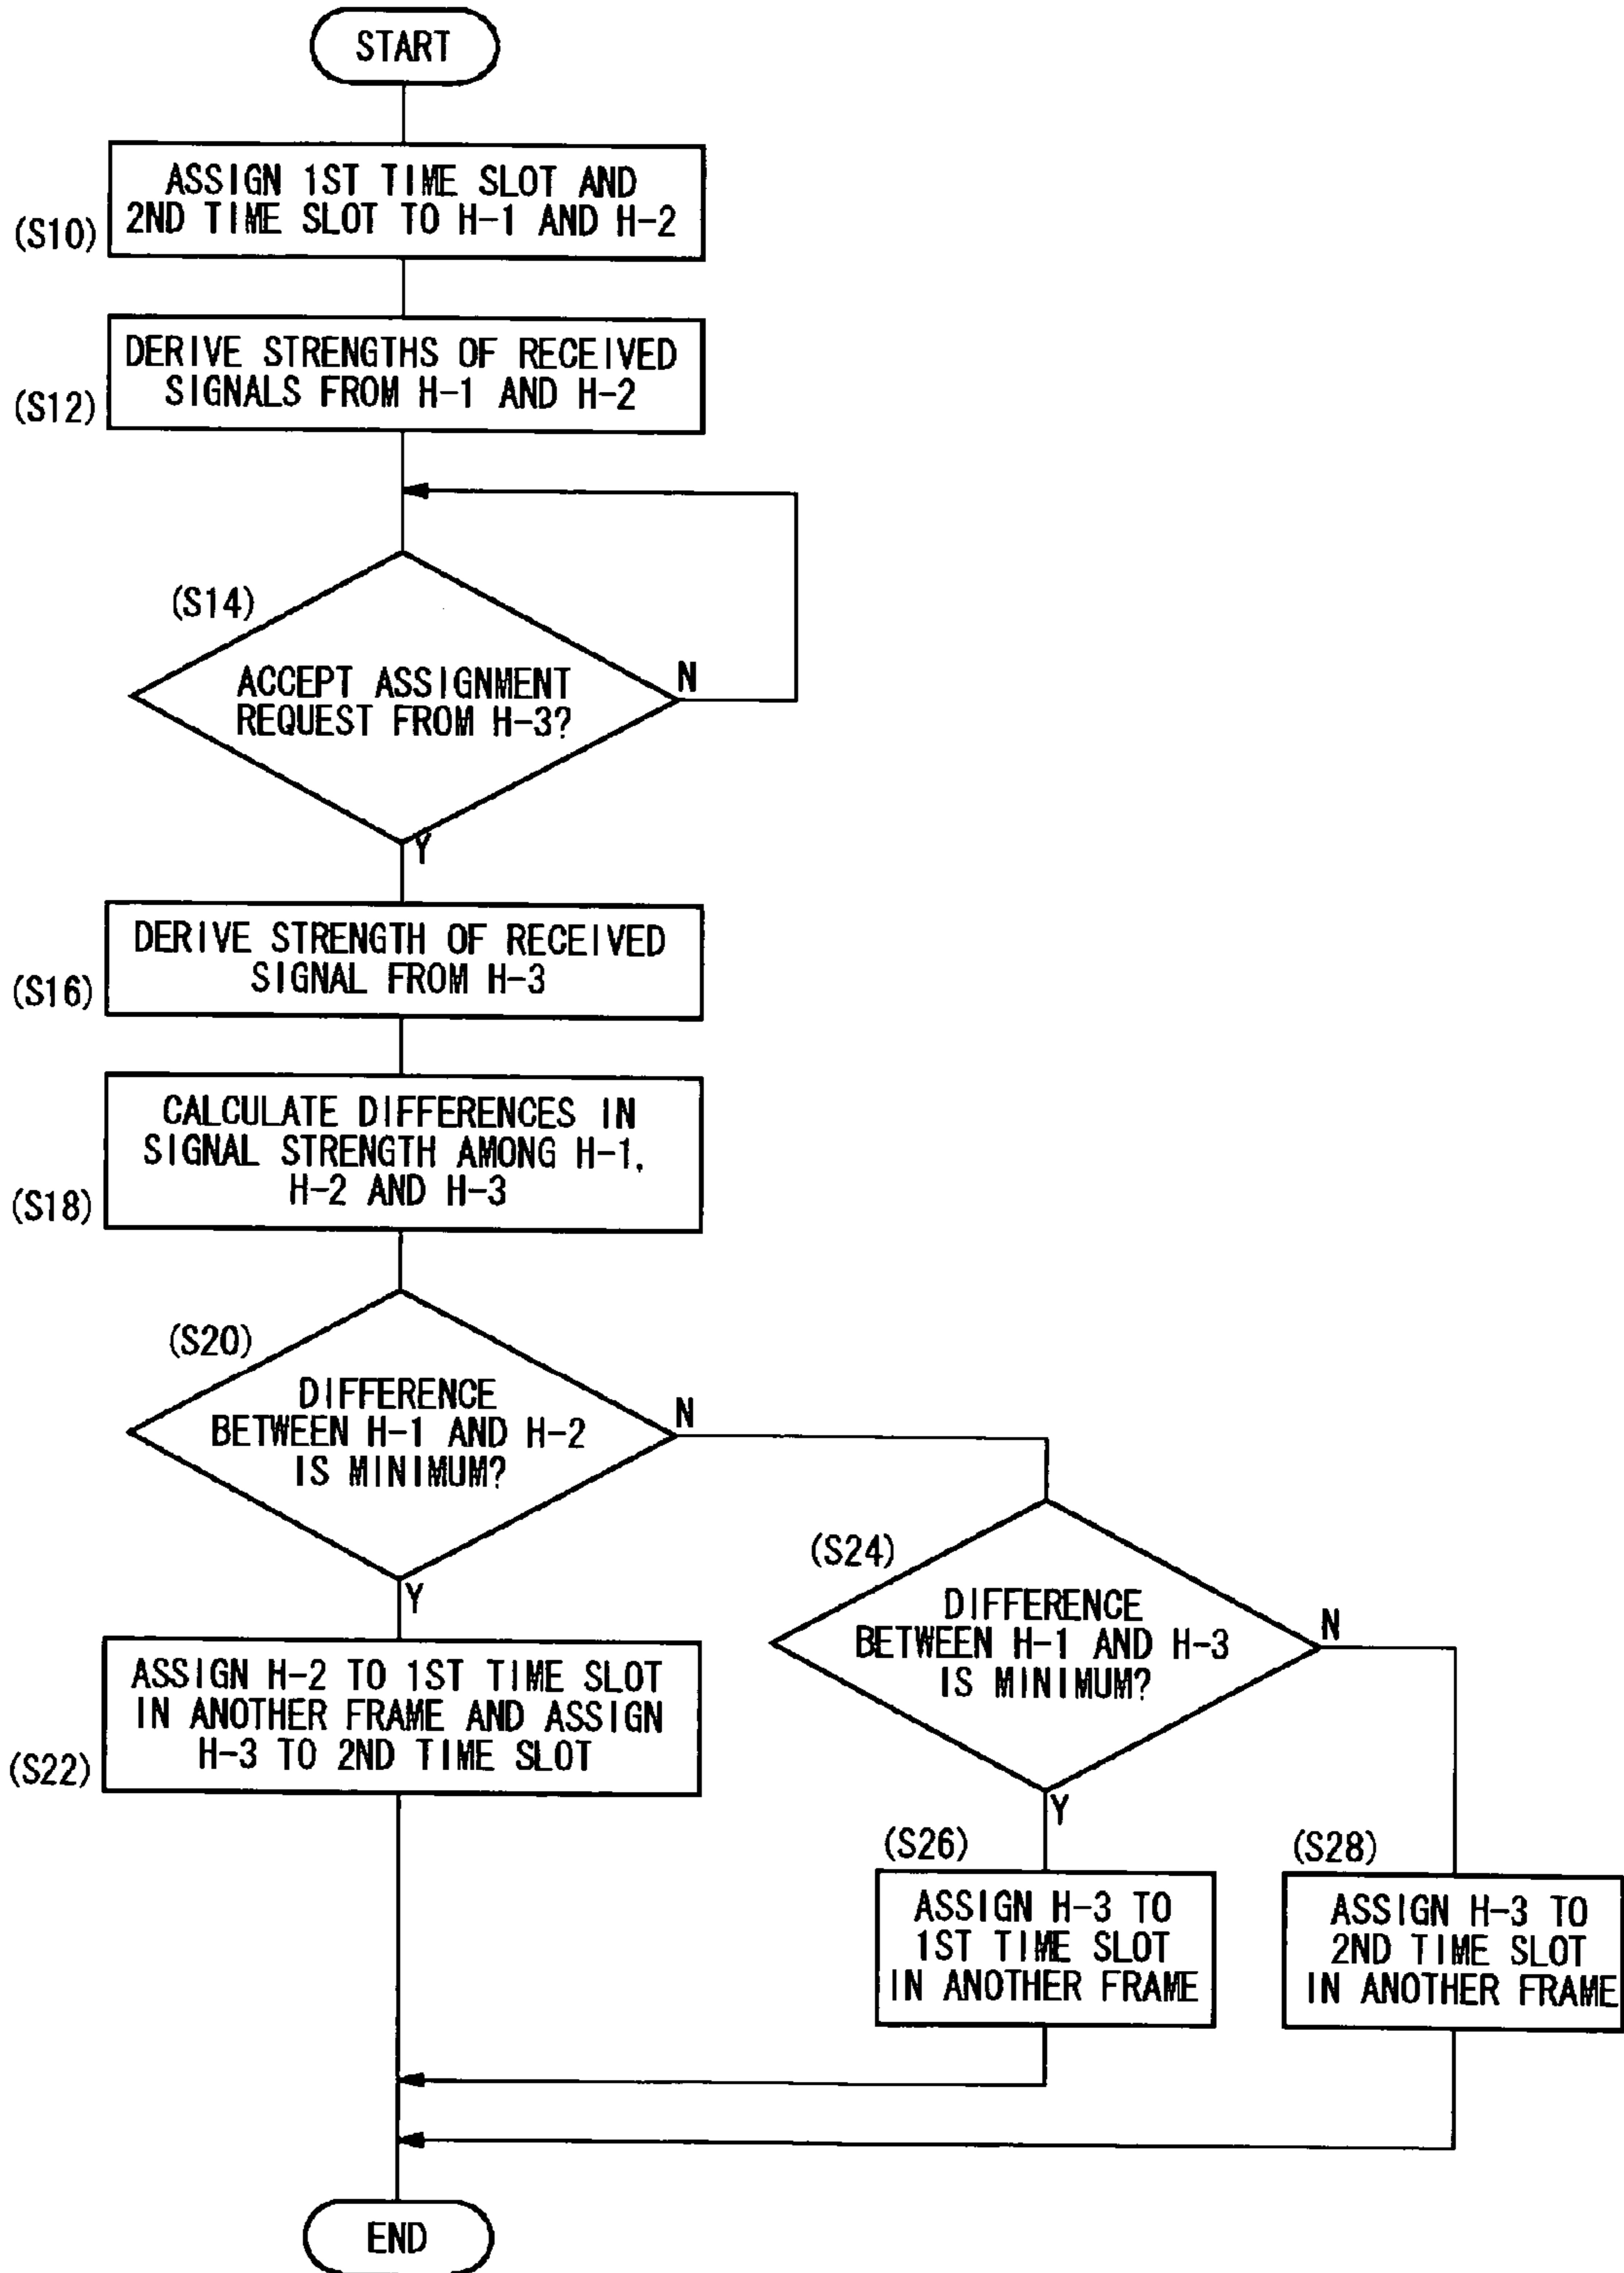 START
ASSIGN 1ST TIME SLOT AND
2ND TIME SLOT TO H-1 AND H-2
(S10)
DERIVE STRENGTHS OF RECEIVED
SIGNALS FROM H-1 AND H-2
(S12)
(S14)
ACCEPT ASSIGNMENT
REQUEST FROM H-3?
N
Y
DERIVE STRENGTH OF RECEIVED
SIGNAL FROM H-3
(S16)
CALCULATE DIFFERENCES IN
SIGNAL STRENGTH AMONG H-1,
H-2 AND H-3
(S18)
(S20)
DIFFERENCE
BETWEEN H-1 AND H-2
IS MINIMUM?
N
Y
ASSIGN H-2 TO 1ST TIME SLOT
IN ANOTHER FRAME AND ASSIGN
H-3 TO 2ND TIME SLOT
(S22)
(S24)
DIFFERENCE
BETWEEN H-1 AND H-3
IS MINIMUM?
N
Y
(S26)
ASSIGN H-3 TO
1ST TIME SLOT
IN ANOTHER FRAME
(S28)
ASSIGN H-3 TO
2ND TIME SLOT
IN ANOTHER FRAME
END